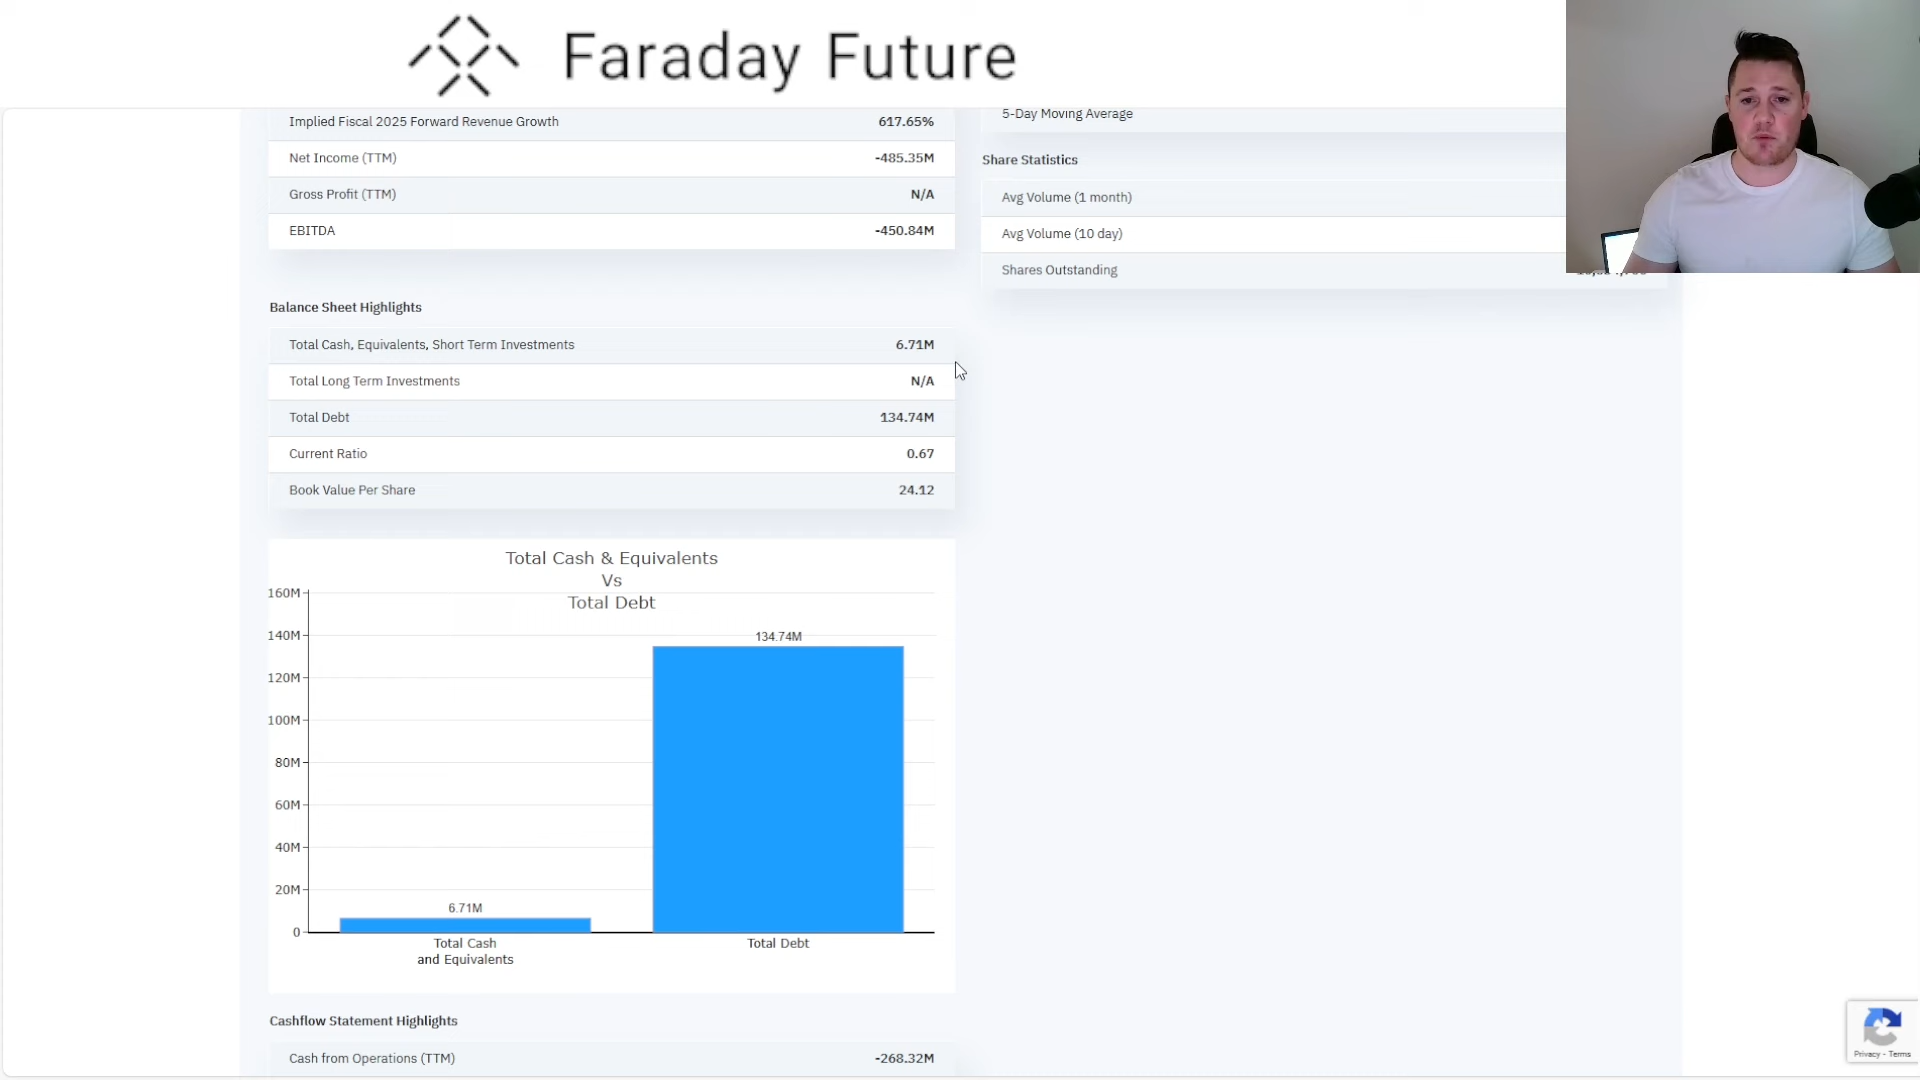 Faraday Future
Implied Fiscal 2025 Forward Revenue Growth 617.65%
Net Income (TTM) -485.35M
Gross Profit (TTM) N/A
EBITDA -450.84M
5-Day Moving Average
Share Statistics
Avg Volume (1 month)
Avg Volume (10 day)
Shares Outstanding
Balance Sheet Highlights
Total Cash, Equivalents, Short Term Investments 6.71M
Total Long Term Investments N/A
Total Debt 134.74M
Current Ratio 0.67
Book Value Per Share 24.12
Total Cash & Equivalents
Vs
Total Debt
160M
140M
120M
100M
80M
60M
40M
20M
0
134.74M
6.71M
Total Cash
and Equivalents
Total Debt
Cashflow Statement Highlights
Cash from Operations (TTM) -268.32M
Privacy - Terms